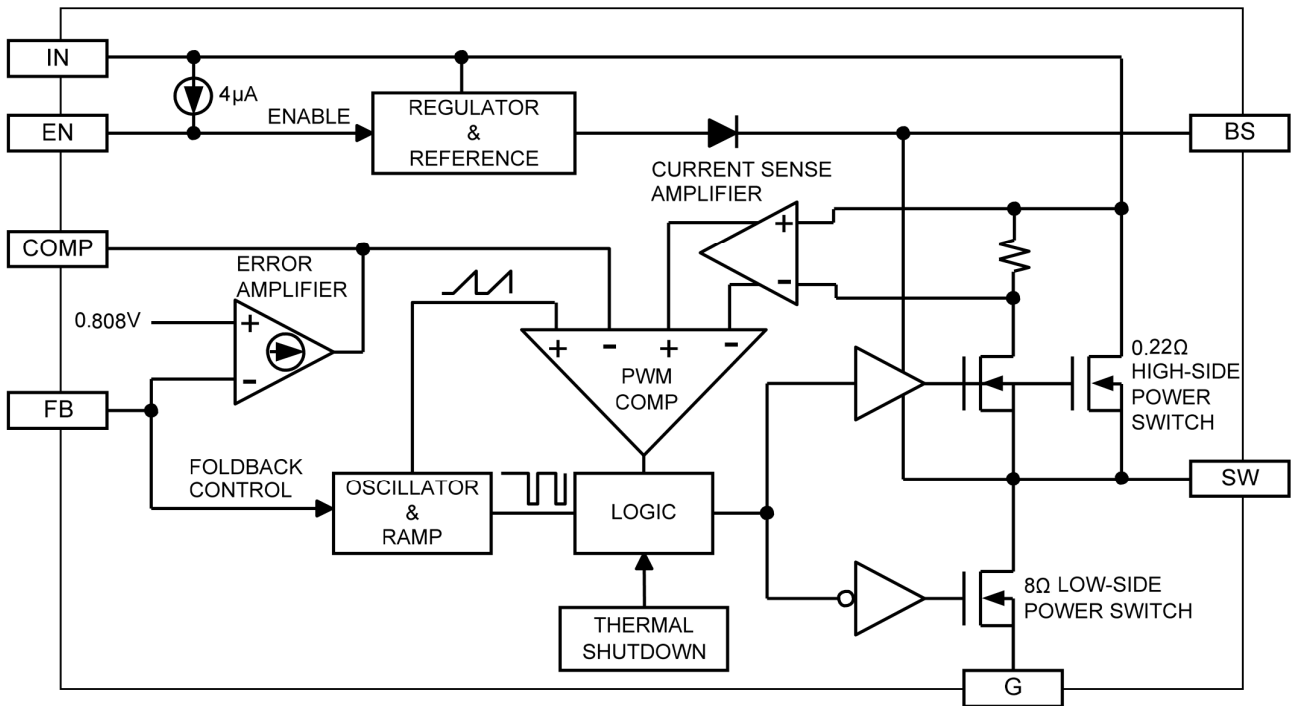 IN
4µA
EN
ENABLE
REGULATOR
&
REFERENCE
BS
CURRENT SENSE
AMPLIFIER
+
-
COMP
ERROR
AMPLIFIER
0.808V
+
-
+
-
+
-
PWM
COMP
0.22Ω
HIGH-SIDE
POWER
SWITCH
FB
FOLDBACK
CONTROL
OSCILLATOR
&
RAMP
LOGIC
SW
8Ω LOW-SIDE
POWER SWITCH
THERMAL
SHUTDOWN
G